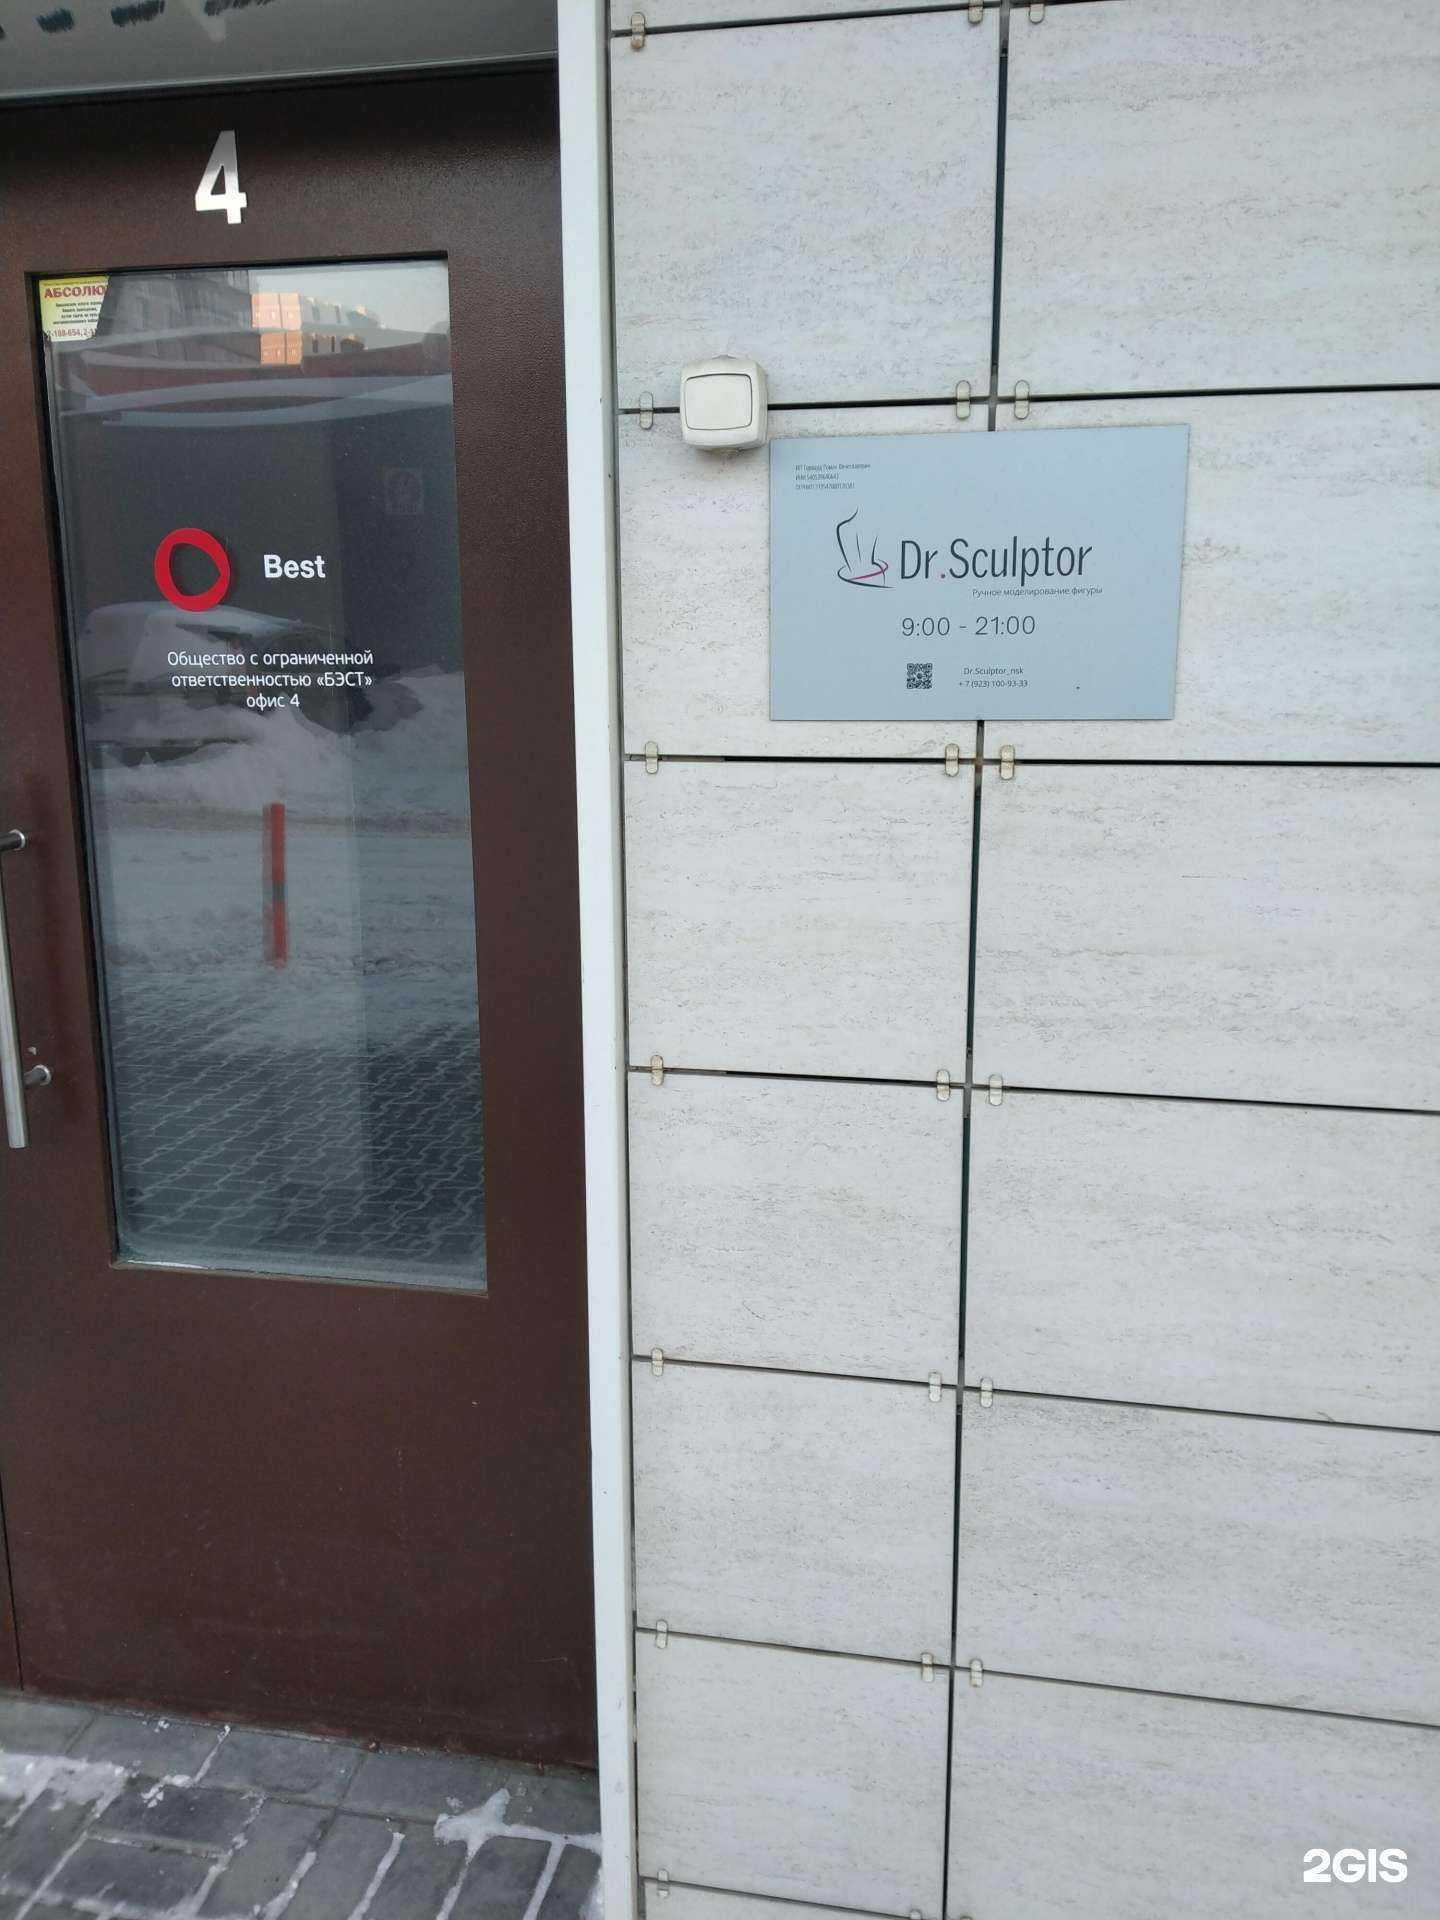 4
АБСОЛЮ
Best
Общество с ограниченной
ответственностью «БЭСТ»
офис 4
Dr.Sculptor
Ручное моделирование фигуры
9:00 - 21:00
Dr.Sculptor_nsk
+ 7 (923) 100-93-33
2GIS